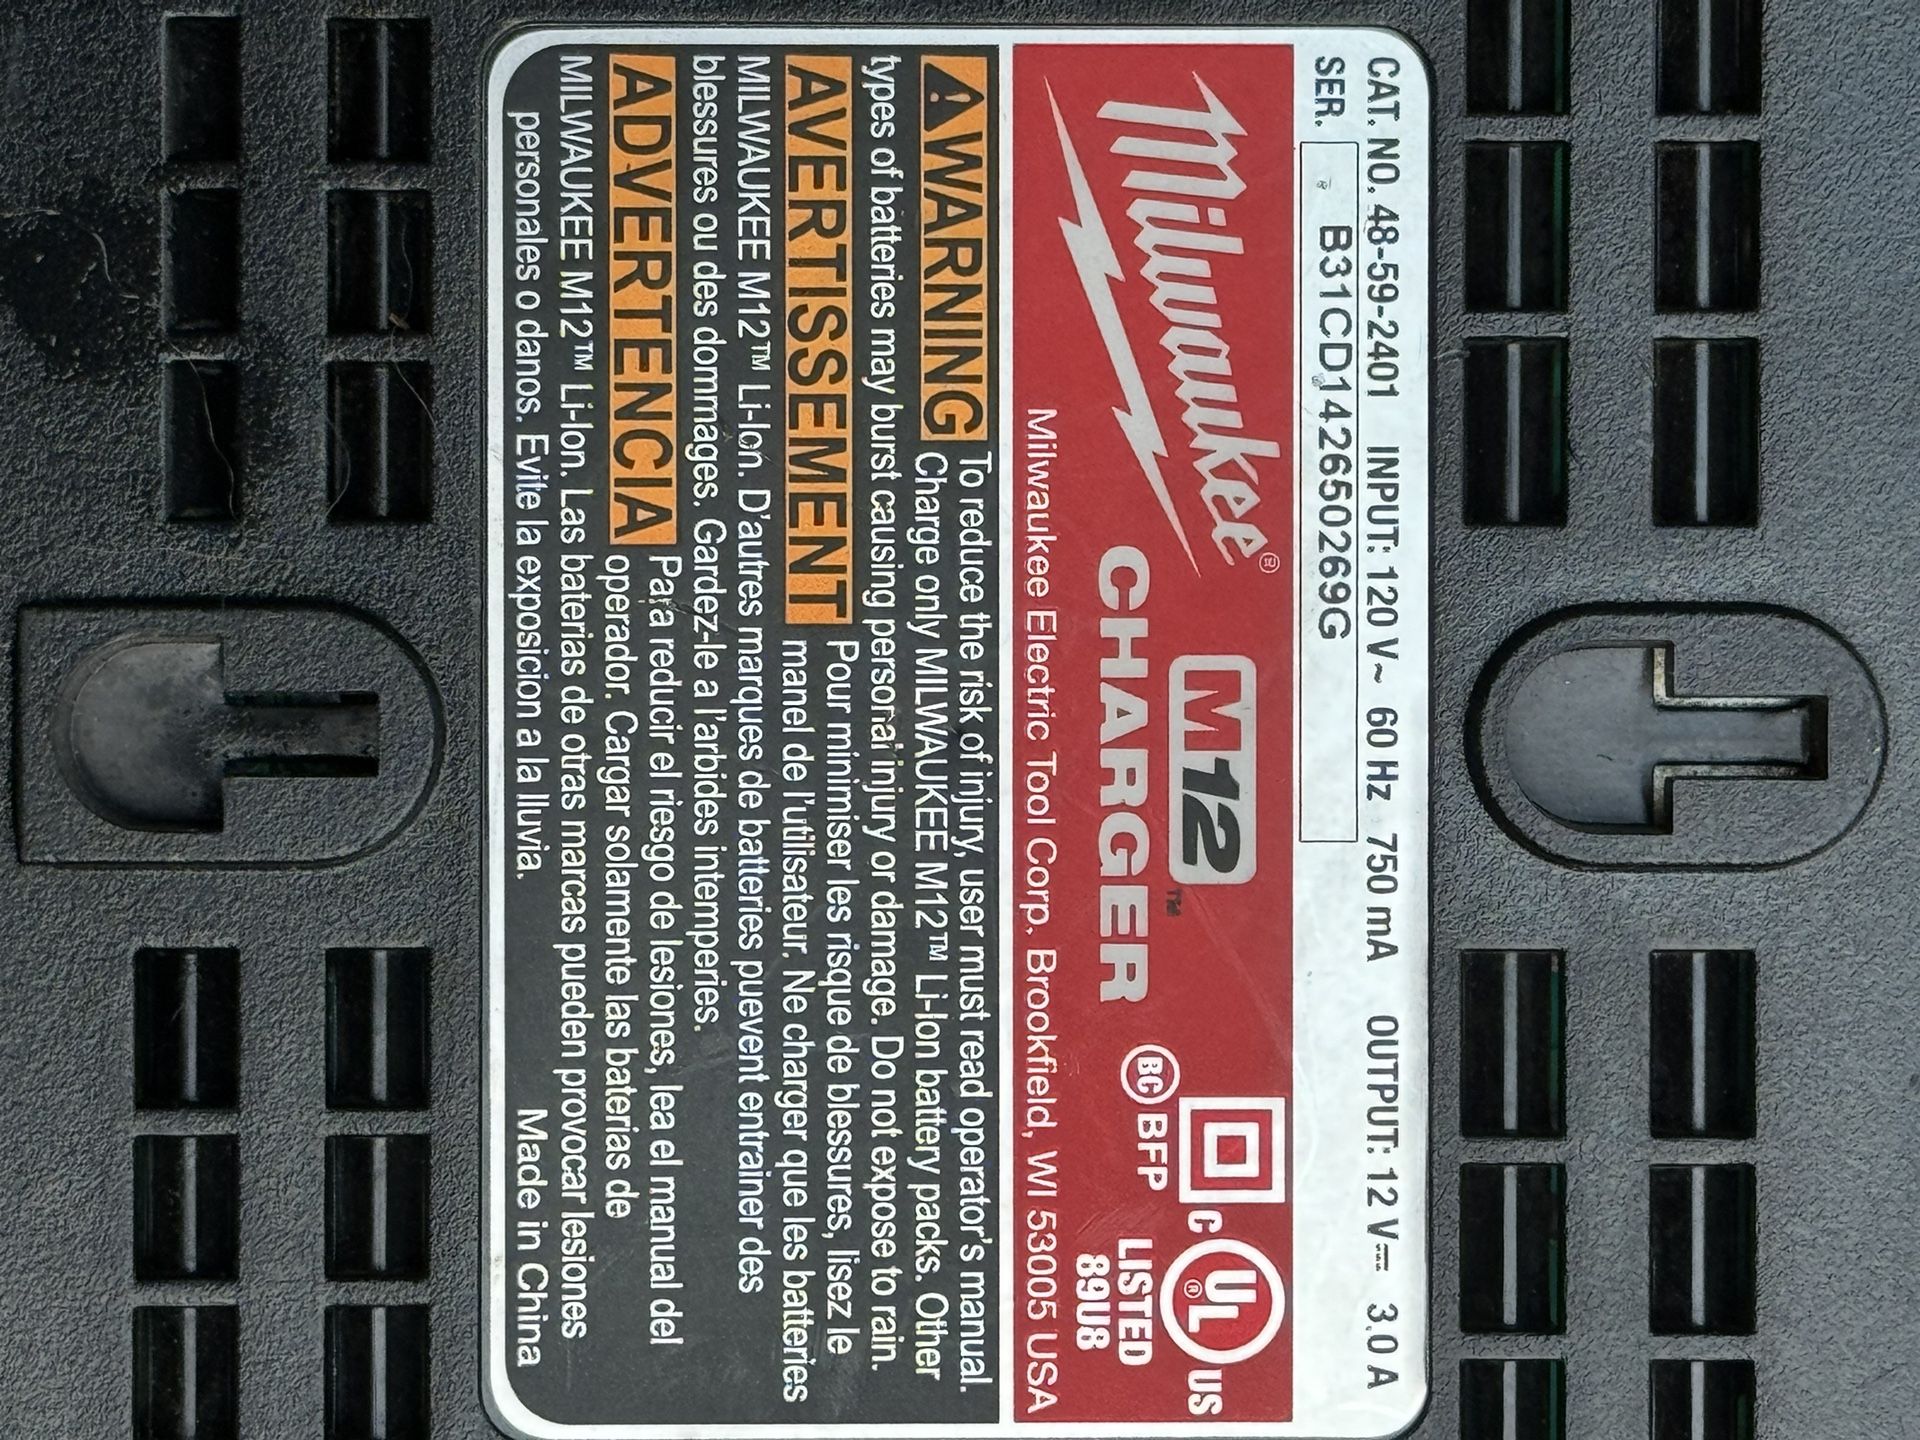 CAT. NO. 48-59-2401 INPUT: 120 V~ 60 Hz 750 mA OUTPUT: 12 V⎓ 3.0 A
SER. B31CD142650269G
Milwaukee® M12™ CHARGER
BC BFP
C UL® US
LISTED
89U8
Milwaukee Electric Tool Corp. Brookfield, WI 53005 USA
⚠WARNING To reduce the risk of injury, user must read operator's manual.
Charge only MILWAUKEE M12™ Li-Ion battery packs. Other
types of batteries may burst causing personal injury or damage. Do not expose to rain.
AVERTISSEMENT Pour minimiser les risque de blessures, lisez le
manel de l'utilisateur. Ne charger que les batteries
MILWAUKEE M12™ Li-Ion. D'autres marques de batteries puevent entrainer des
blessures ou des dommages. Gardez-le a l'arbides intemperies.
ADVERTENCIA Para reducir el riesgo de lesiones, lea el manual del
operador. Cargar solamente las baterias de
MILWAUKEE M12™ Li-Ion. Las baterias de otras marcas pueden provocar lesiones
personales o danos. Evite la exposicion a la lluvia. Made in China